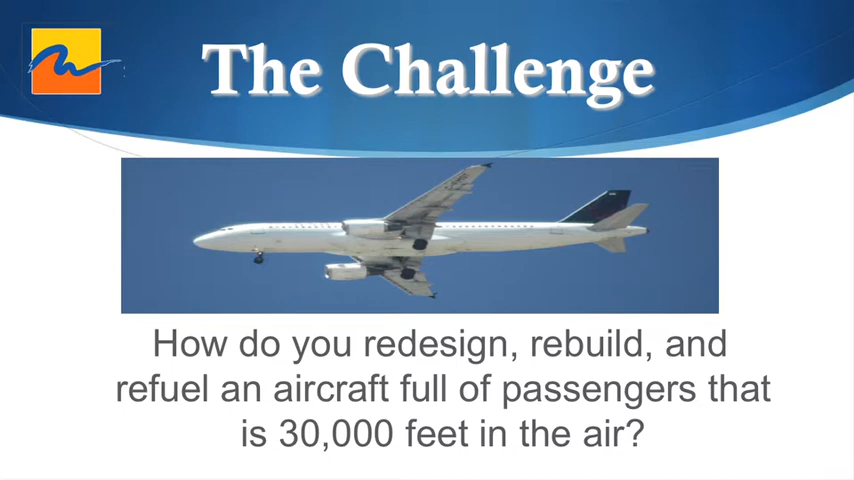 The Challenge
How do you redesign, rebuild, and
refuel an aircraft full of passengers that
is 30,000 feet in the air?